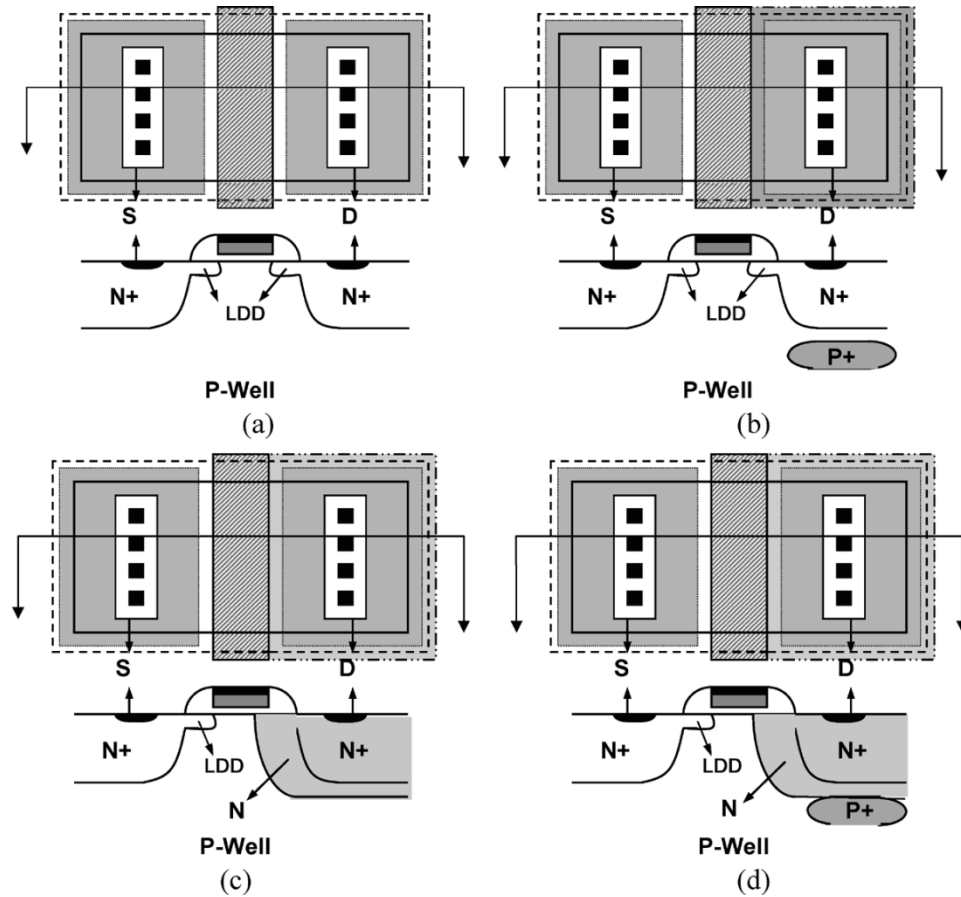 S D S D
N+ LDD N+ N+ LDD N+
P+
P-Well P-Well
(a) (b)
S D S D
N+ LDD N+ N+ LDD N+
N N P+
P-Well P-Well
(c) (d)